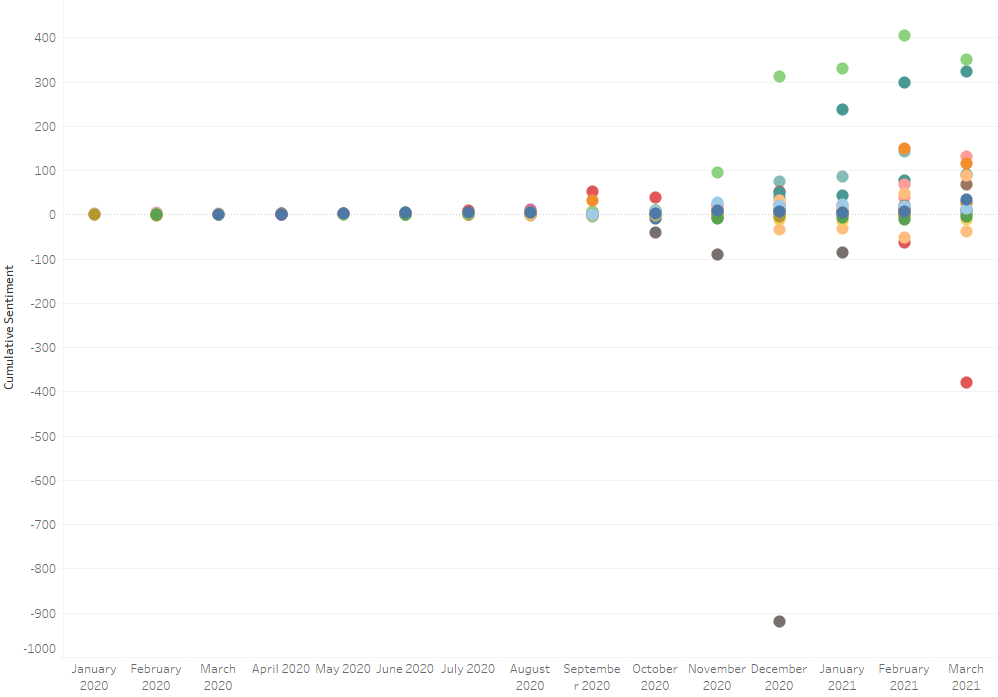 Cumulative Sentiment
400
300
200
100
0
-100
-200
-300
-400
-500
-600
-700
-800
-900
-1000
January
2020
February
2020
March
2020
April 2020
May 2020
June 2020
July 2020
August
2020
Septembe
r 2020
October
2020
November
2020
December
2020
January
2021
February
2021
March
2021